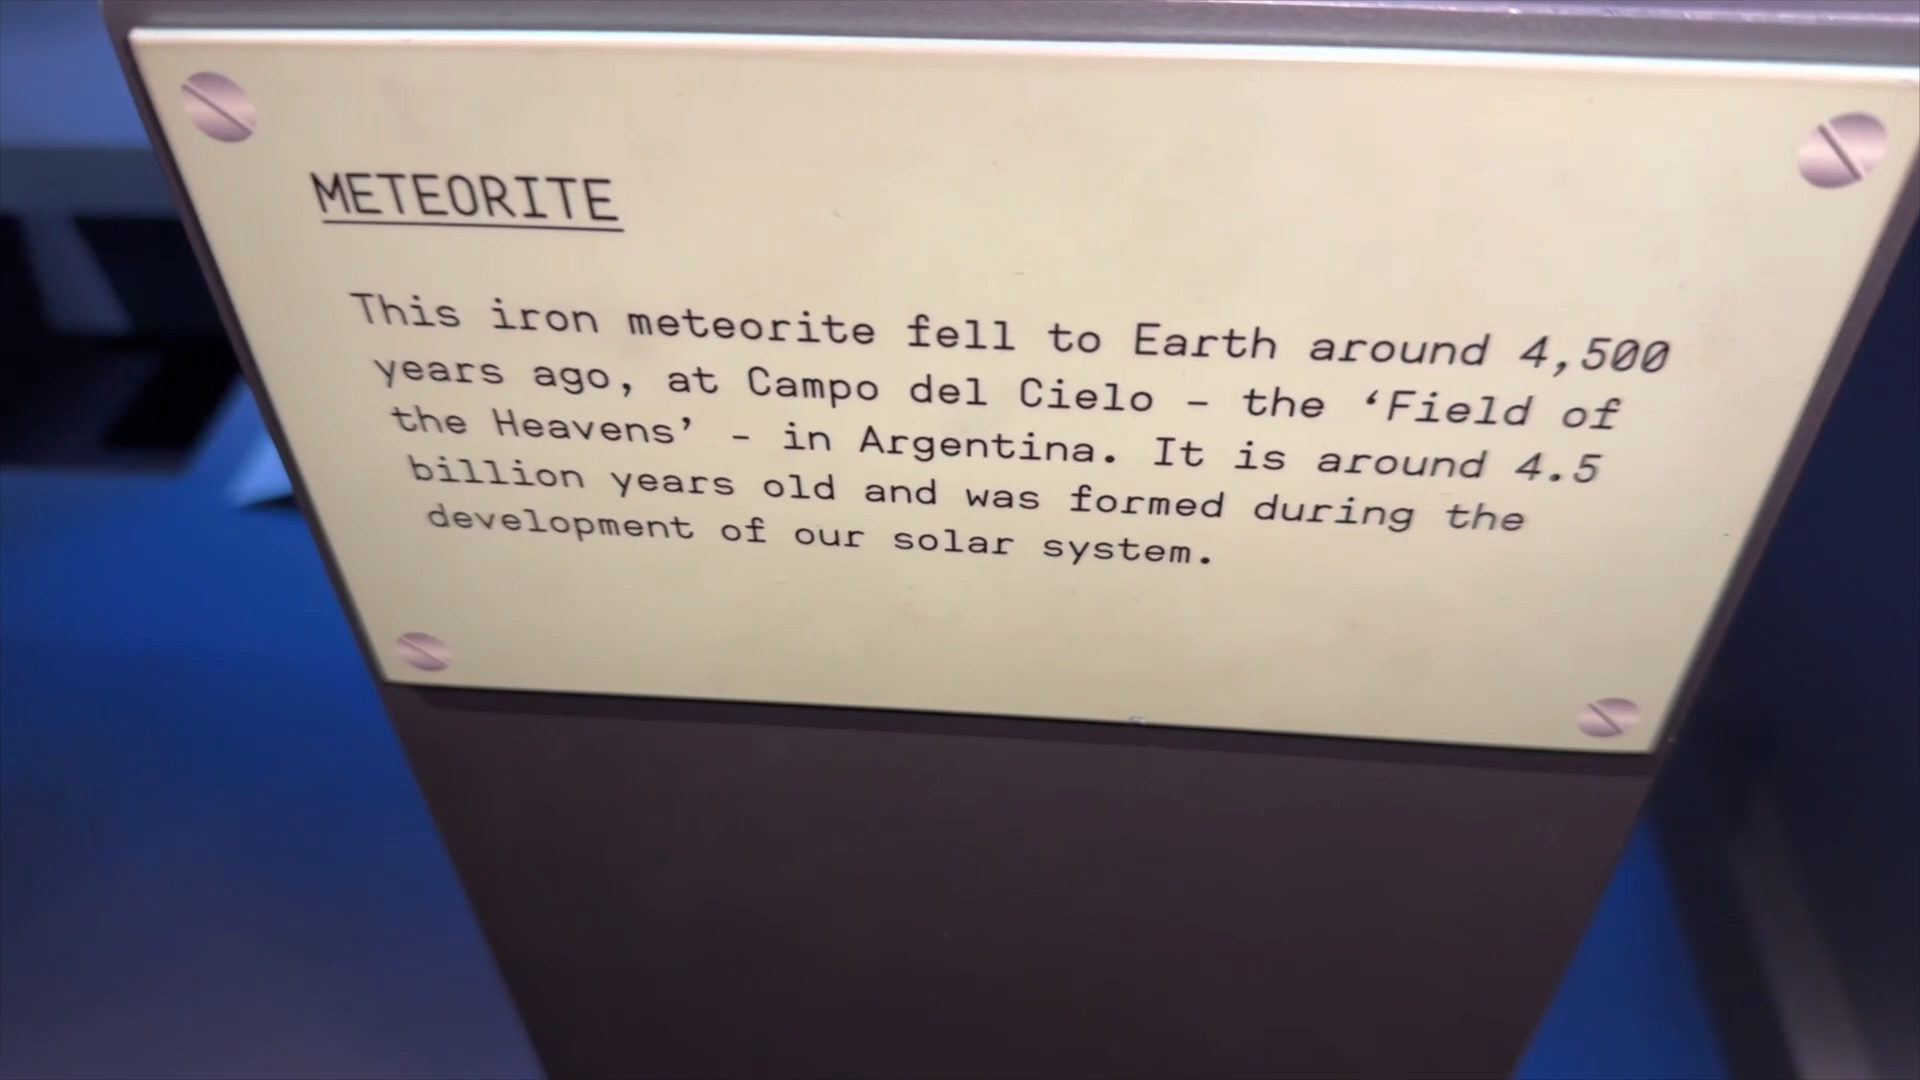 METEORITE
This iron meteorite fell to Earth around 4,500
years ago, at Campo del Cielo – the ‘Field of
the Heavens’ – in Argentina. It is around 4.5
billion years old and was formed during the
development of our solar system.